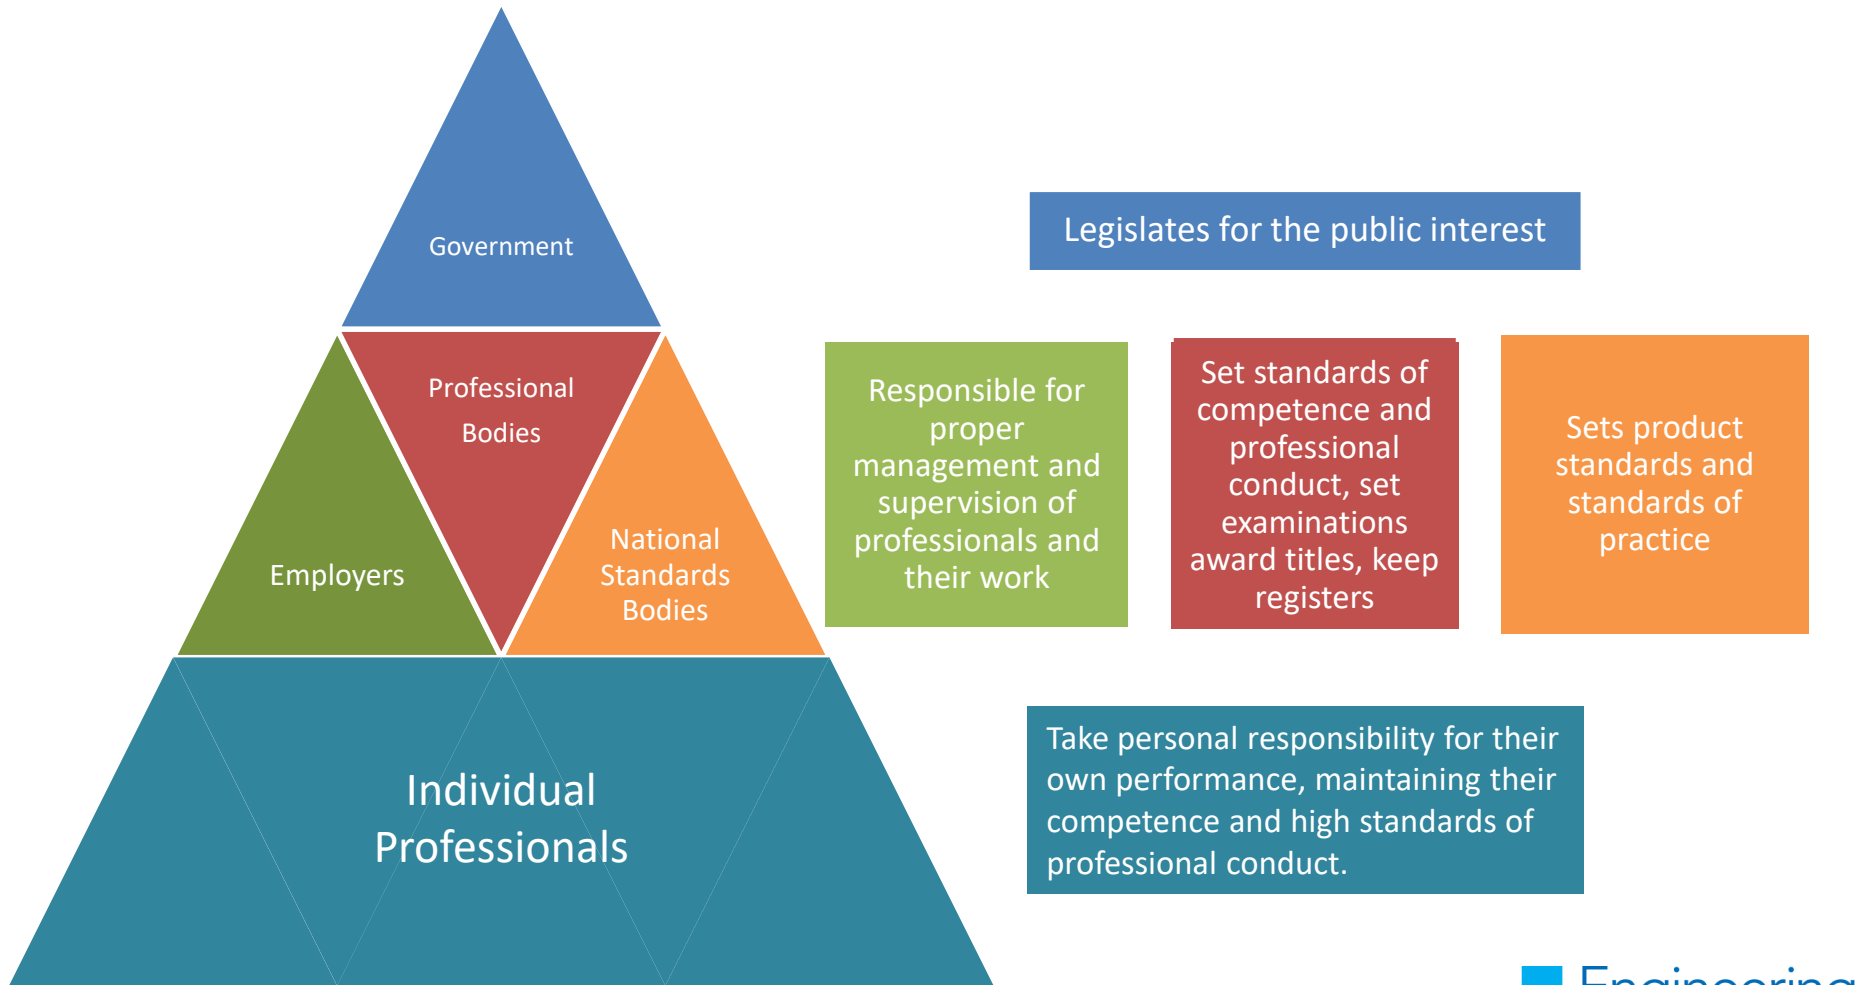 Government
Legislates for the public interest
Professional
Bodies
Employers
National
Standards
Bodies
Responsible for
proper
management and
supervision of
professionals and
their work
Set standards of
competence and
professional
conduct, set
examinations
award titles, keep
registers
Sets product
standards and
standards of
practice
Individual
Professionals
Take personal responsibility for their
own performance, maintaining their
competence and high standards of
professional conduct.
Engineering